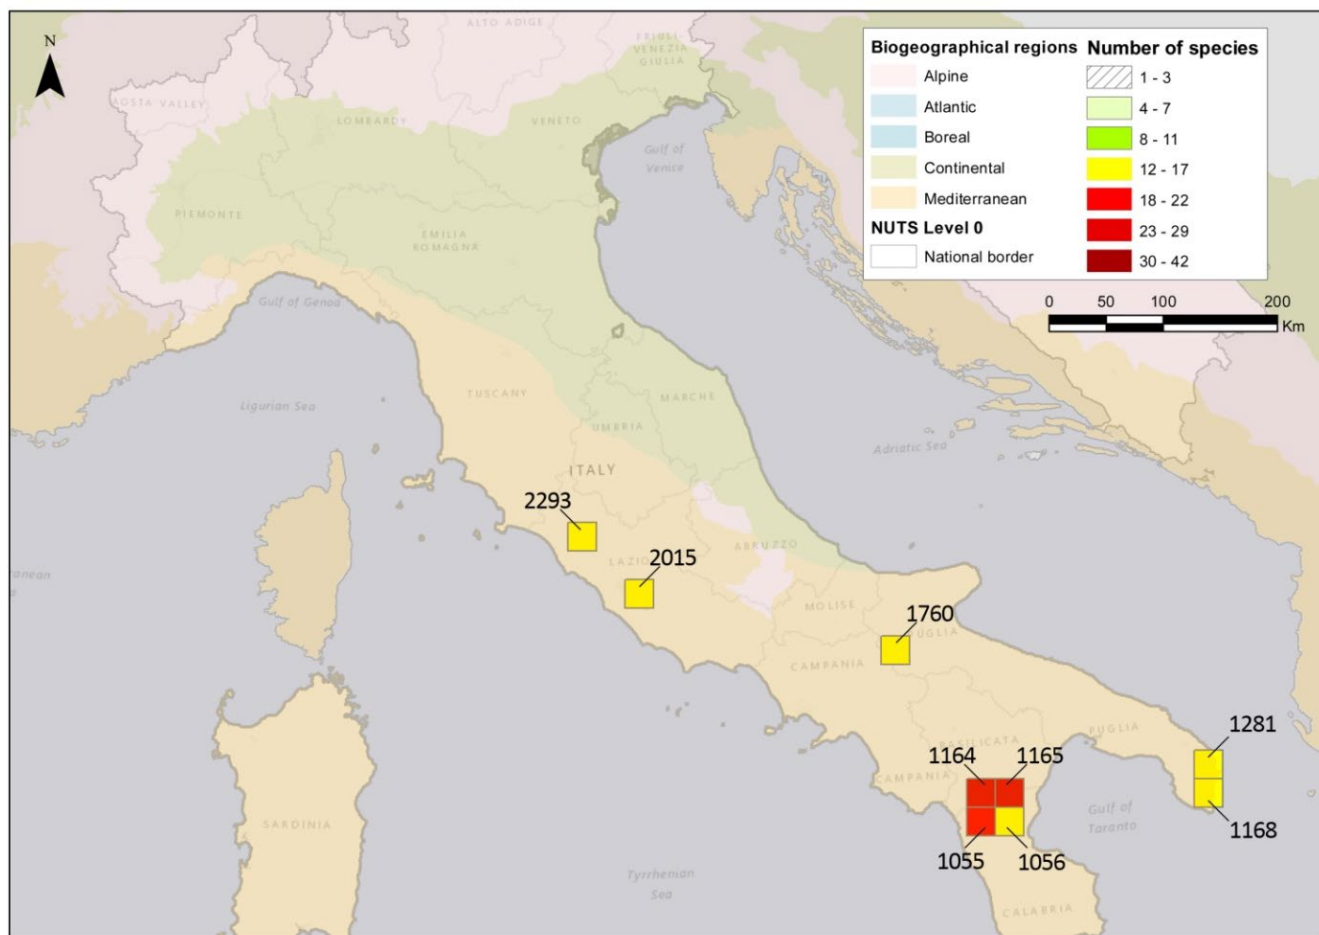 ALTO ADIGE
FRIULI
VENEZIA
GIULIA
N
AOSTA VALLEY
LOMBARDY
VENETO
Gulf of
Venice
PIEMONTE
EMILIA
ROMAGNA
Gulf of Genoa
Biogeographical regions
Alpine
Atlantic
Boreal
Continental
Mediterranean
NUTS Level 0
National border
Number of species
1 - 3
4 - 7
8 - 11
12 - 17
18 - 22
23 - 29
30 - 42
0 50 100 200
Km
TUSCANY
MARCHE
Ligurian Sea
UMBRIA
Adriatic Sea
ITALY
2293
2015
LAZIO
ABRUZZO
MOLISE
1760
PUGLIA
CAMPANIA
1281
PUGLIA
BASILICATA
1164 1165
CAMPANIA
Gulf of
Taranto
1168
SARDINIA
1055 1056
Tyrrhenian
Sea
CALABRIA